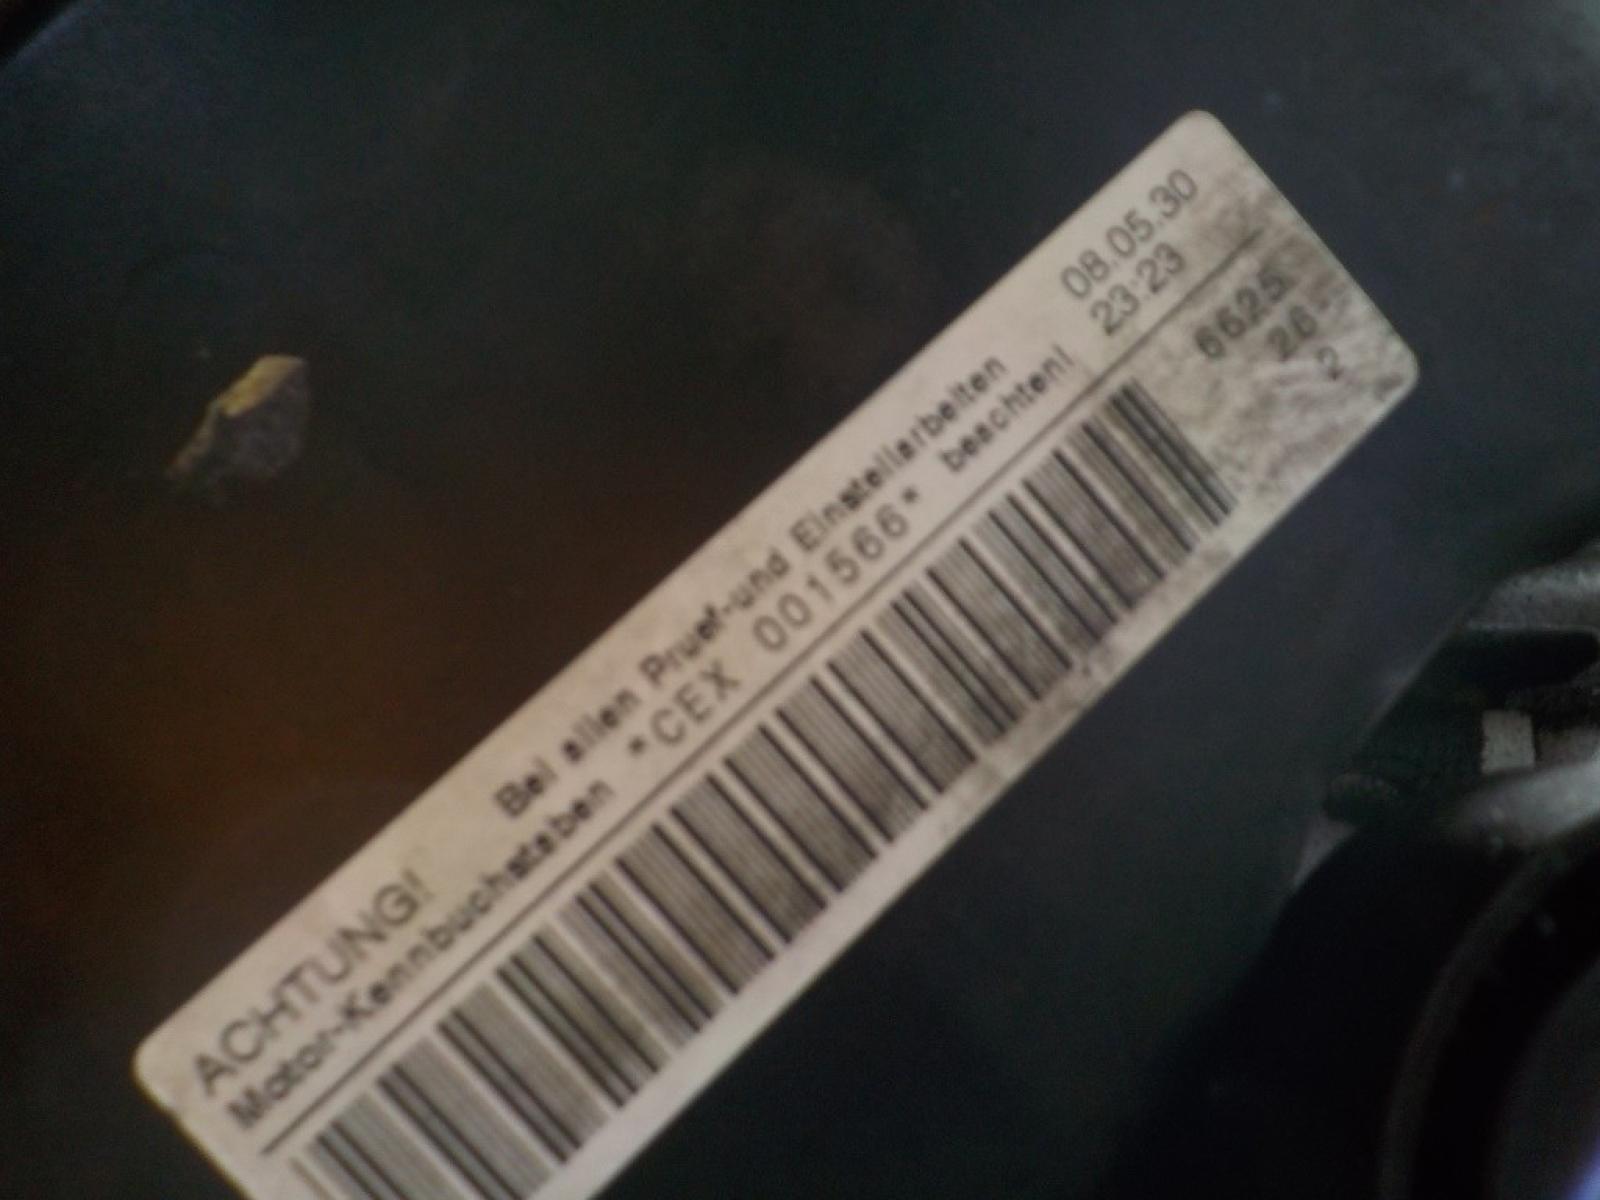 ACHTUNG! Bei allen Pruef-und Einstellarbeiten 08.05.30
Motor-Kennbuchstaben *CEX 001566* beachten! 23:23
6625
26
2